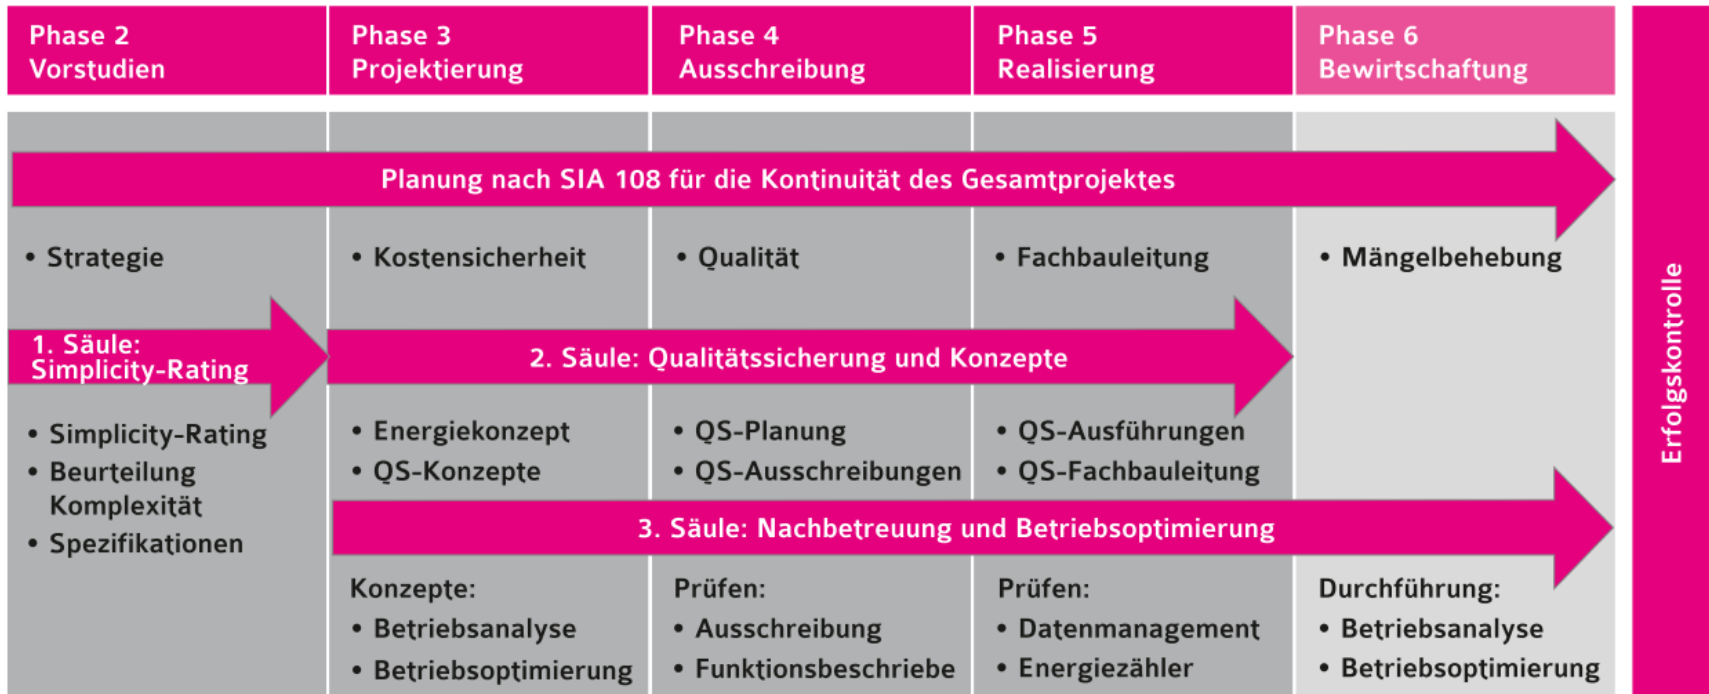 Phase 2
Vorstudien
Phase 3
Projektierung
Phase 4
Ausschreibung
Phase 5
Realisierung
Phase 6
Bewirtschaftung
Planung nach SIA 108 für die Kontinuität des Gesamtprojektes
• Strategie
• Kostensicherheit
• Qualität
• Fachbauleitung
• Mängelbehebung
1. Säule:
Simplicity-Rating
2. Säule: Qualitätssicherung und Konzepte
• Simplicity-Rating
• Beurteilung
Komplexität
• Spezifikationen
• Energiekonzept
• QS-Konzepte
• QS-Planung
• QS-Ausschreibungen
• QS-Ausführungen
• QS-Fachbauleitung
3. Säule: Nachbetreuung und Betriebsoptimierung
Konzepte:
• Betriebsanalyse
• Betriebsoptimierung
Prüfen:
• Ausschreibung
• Funktionsbeschriebe
Prüfen:
• Datenmanagement
• Energiezähler
Durchführung:
• Betriebsanalyse
• Betriebsoptimierung
Erfolgskontrolle